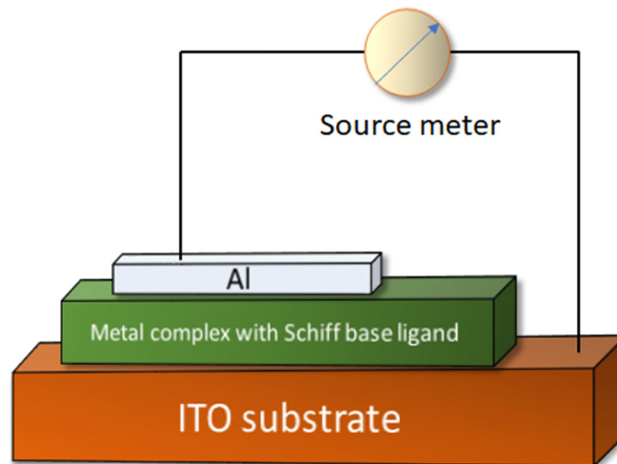 Source meter
Al
Metal complex with Schiff base ligand
ITO substrate